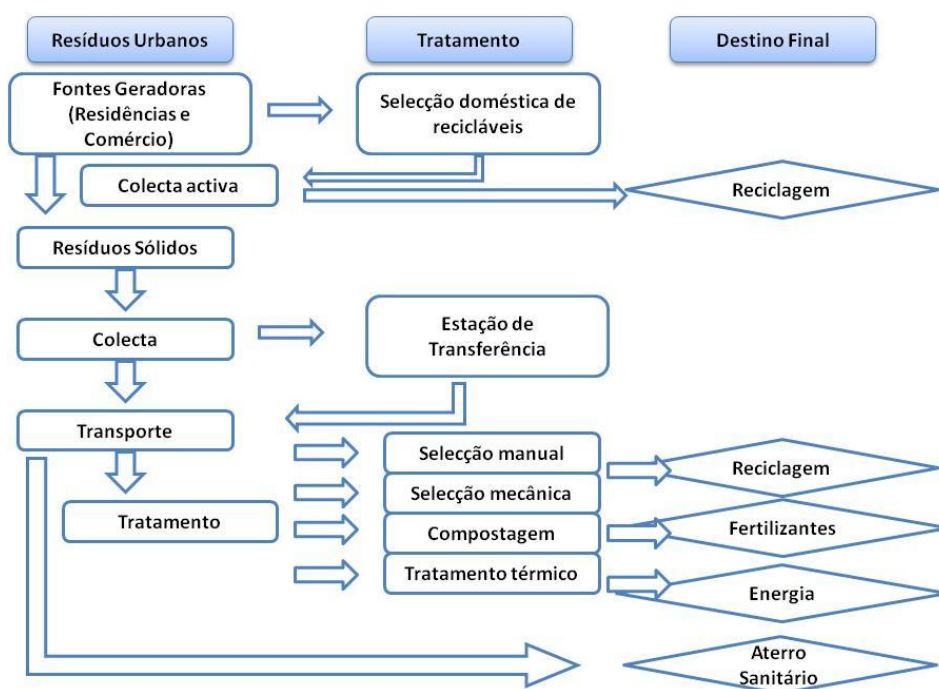 Resíduos Urbanos
Tratamento
Destino Final
Fontes Geradoras
(Residências e
Comércio)
Selecção doméstica de
recicláveis
Colecta activa
Reciclagem
Resíduos Sólidos
Colecta
Estação de
Transferência
Transporte
Selecção manual
Reciclagem
Selecção mecânica
Tratamento
Compostagem
Fertilizantes
Tratamento térmico
Energia
Aterro
Sanitário